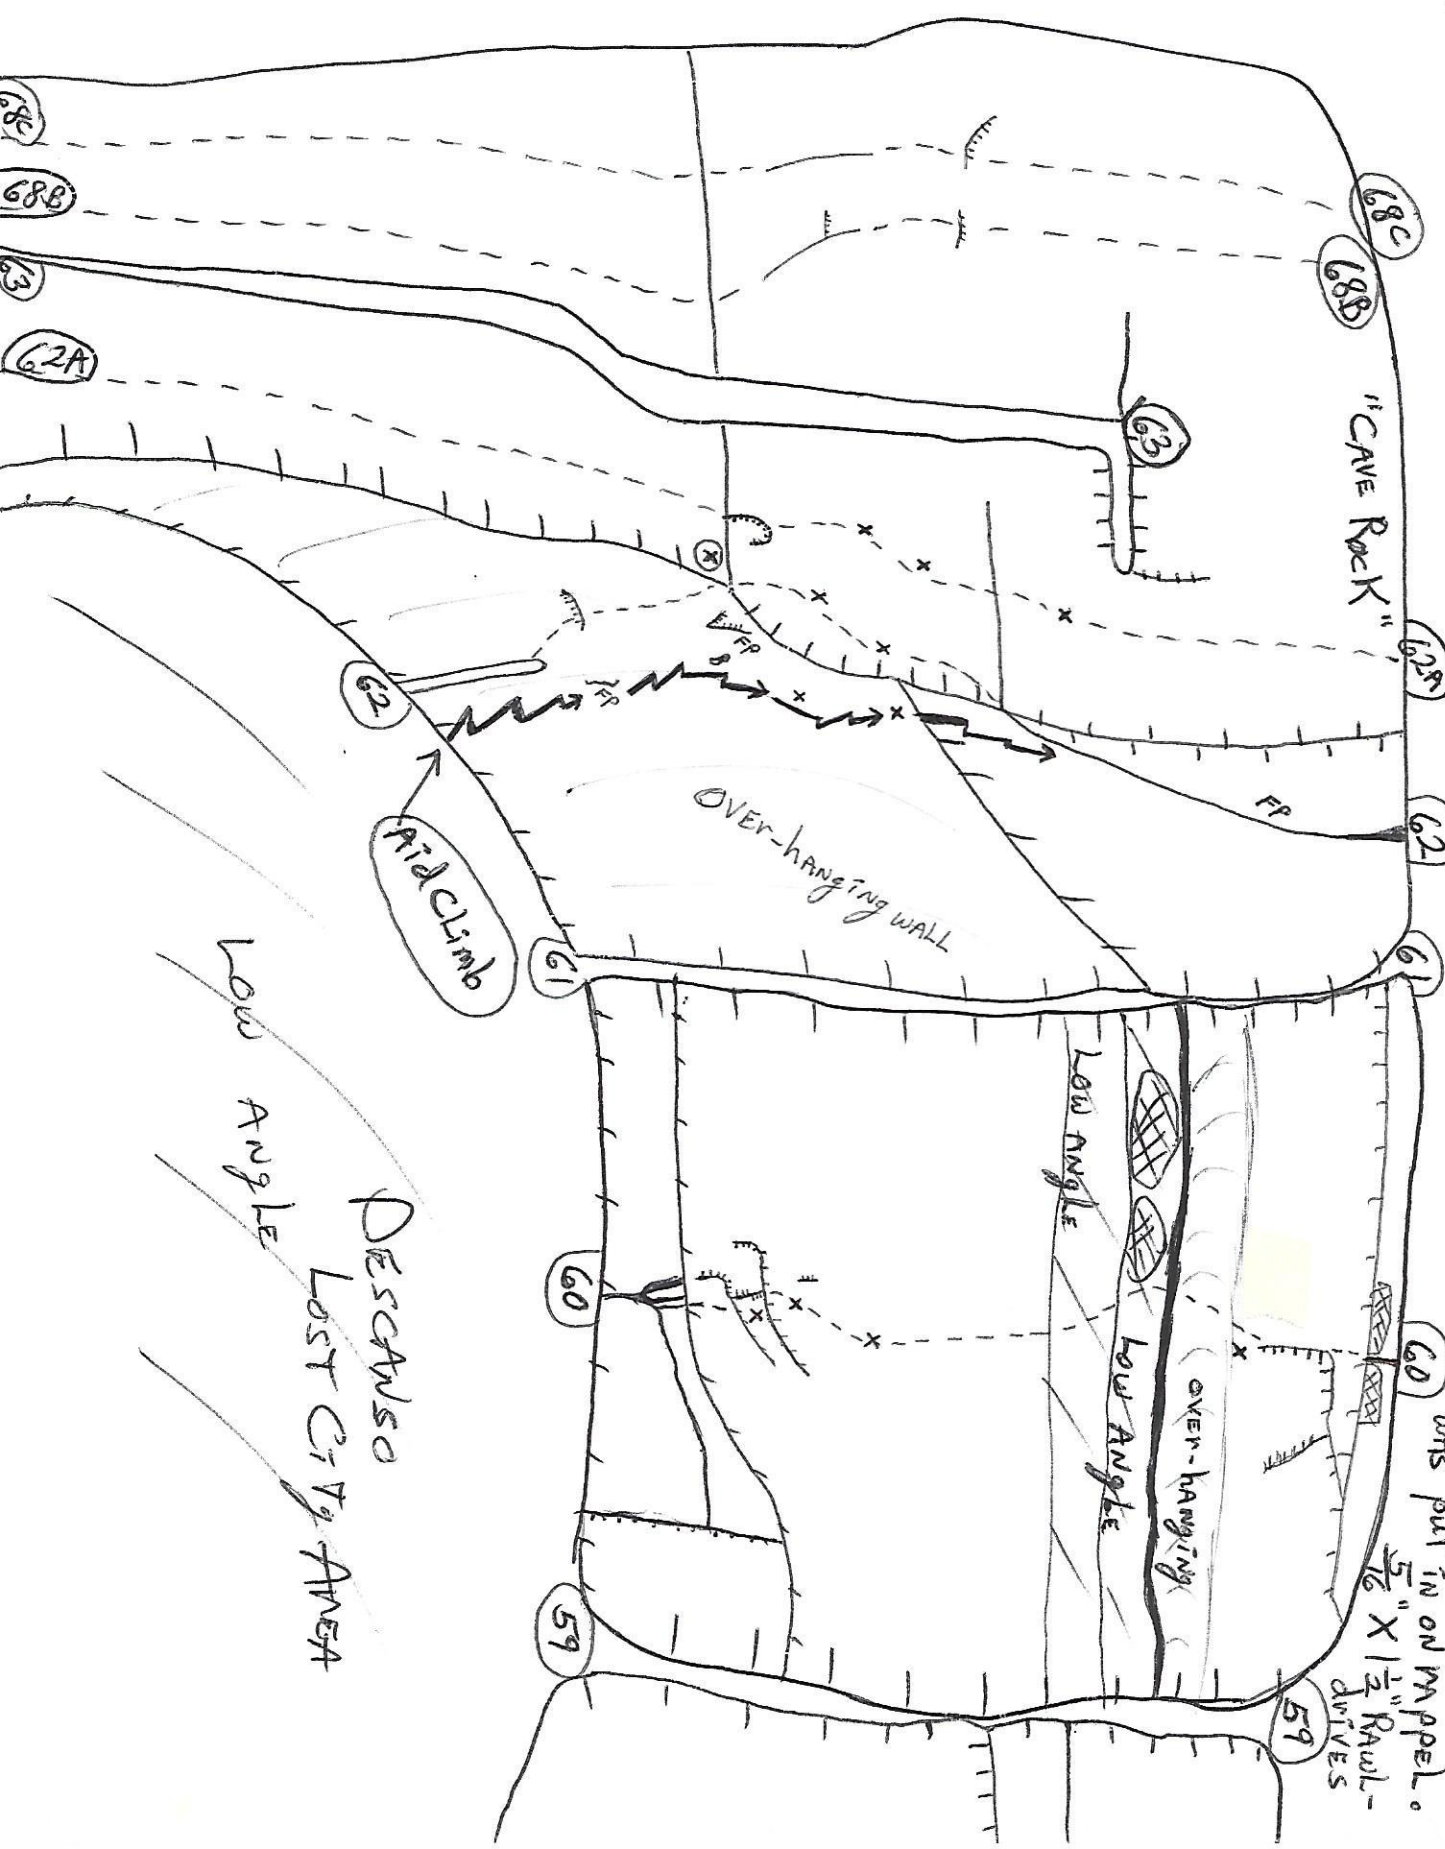 was put iN oN rAppeL.
5/16" X 1 1/2" RAWL-
drives
68C
68B
62A
62
61
60
59
"CAVE RocK"
FP
63
over-hanging
Low Angle
Low Angle
Over-hanging WALL
FP
B
FP
68C
68B
63
62A
62
AidCLimb
61
60
59
DESCANSO
Lost City AreA
Low Angle